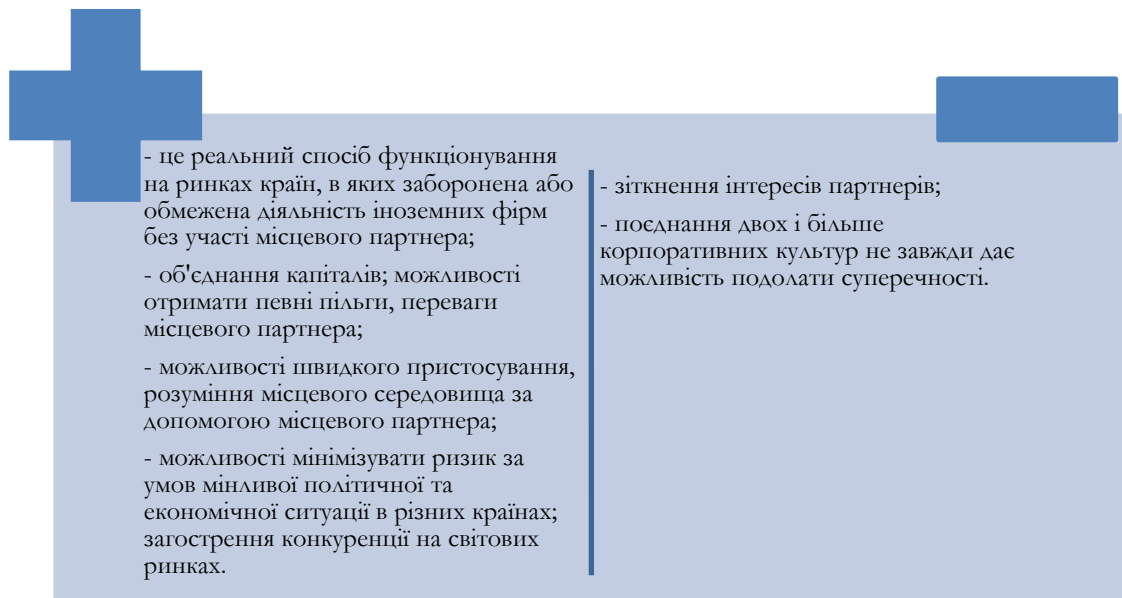 - це реальний спосіб функціонування
на ринках країн, в яких заборонена або
обмежена діяльність іноземних фірм
без участі місцевого партнера;
- об'єднання капіталів; можливості
отримати певні пільги, переваги
місцевого партнера;
- можливості швидкого пристосування,
розуміння місцевого середовища за
допомогою місцевого партнера;
- можливості мінімізувати ризик за
умов мінливої політичної та
економічної ситуації в різних країнах;
загострення конкуренції на світових
ринках.
- зіткнення інтересів партнерів;
- поєднання двох і більше
корпоративних культур не завжди дає
можливість подолати суперечності.